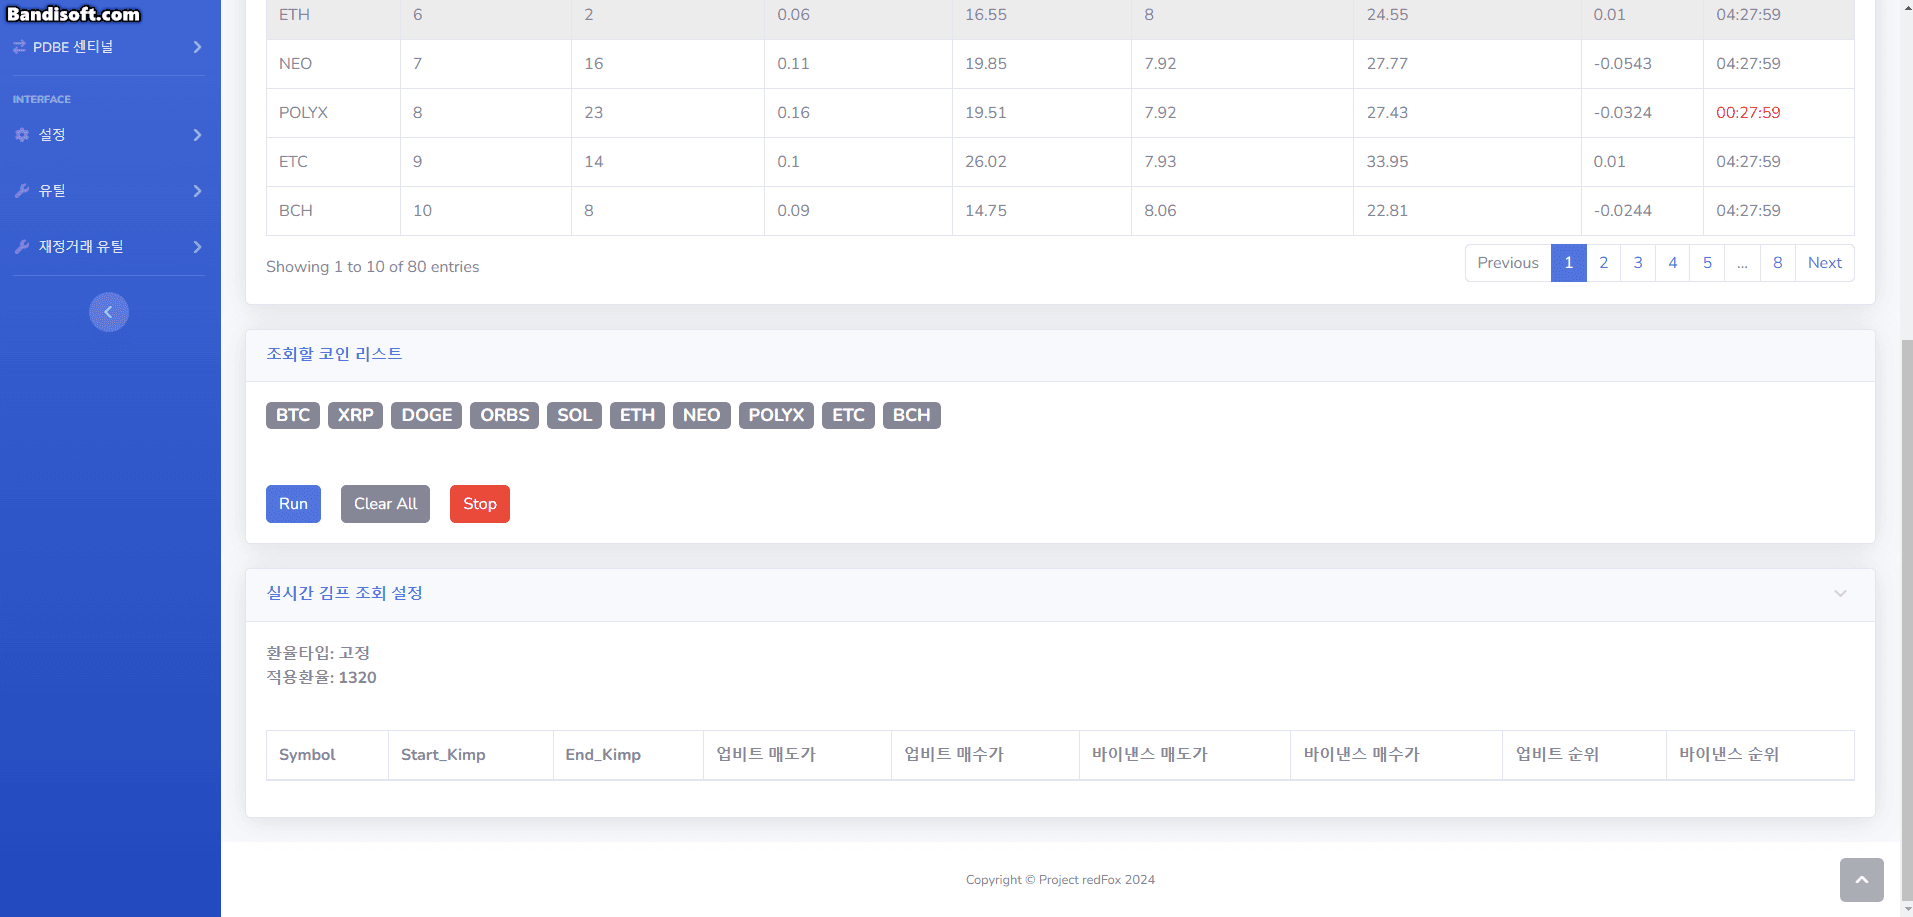 Bandisoft.com
PDBE 센티널
INTERFACE
설정
유틸
재정거래 유틸
ETH 6 2 0.06 16.55 8 24.55 0.01 04:27:59
NEO 7 16 0.11 19.85 7.92 27.77 -0.0543 04:27:59
POLYX 8 23 0.16 19.51 7.92 27.43 -0.0324 00:27:59
ETC 9 14 0.1 26.02 7.93 33.95 0.01 04:27:59
BCH 10 8 0.09 14.75 8.06 22.81 -0.0244 04:27:59
Showing 1 to 10 of 80 entries
Previous 1 2 3 4 5 ... 8 Next
조회할 코인 리스트
BTC XRP DOGE ORBS SOL ETH NEO POLYX ETC BCH
Run Clear All Stop
실시간 김프 조회 설정
환율타입: 고정
적용환율: 1320
Symbol Start_Kimp End_Kimp 업비트 매도가 업비트 매수가 바이낸스 매도가 바이낸스 매수가 업비트 순위 바이낸스 순위
Copyright © Project redFox 2024